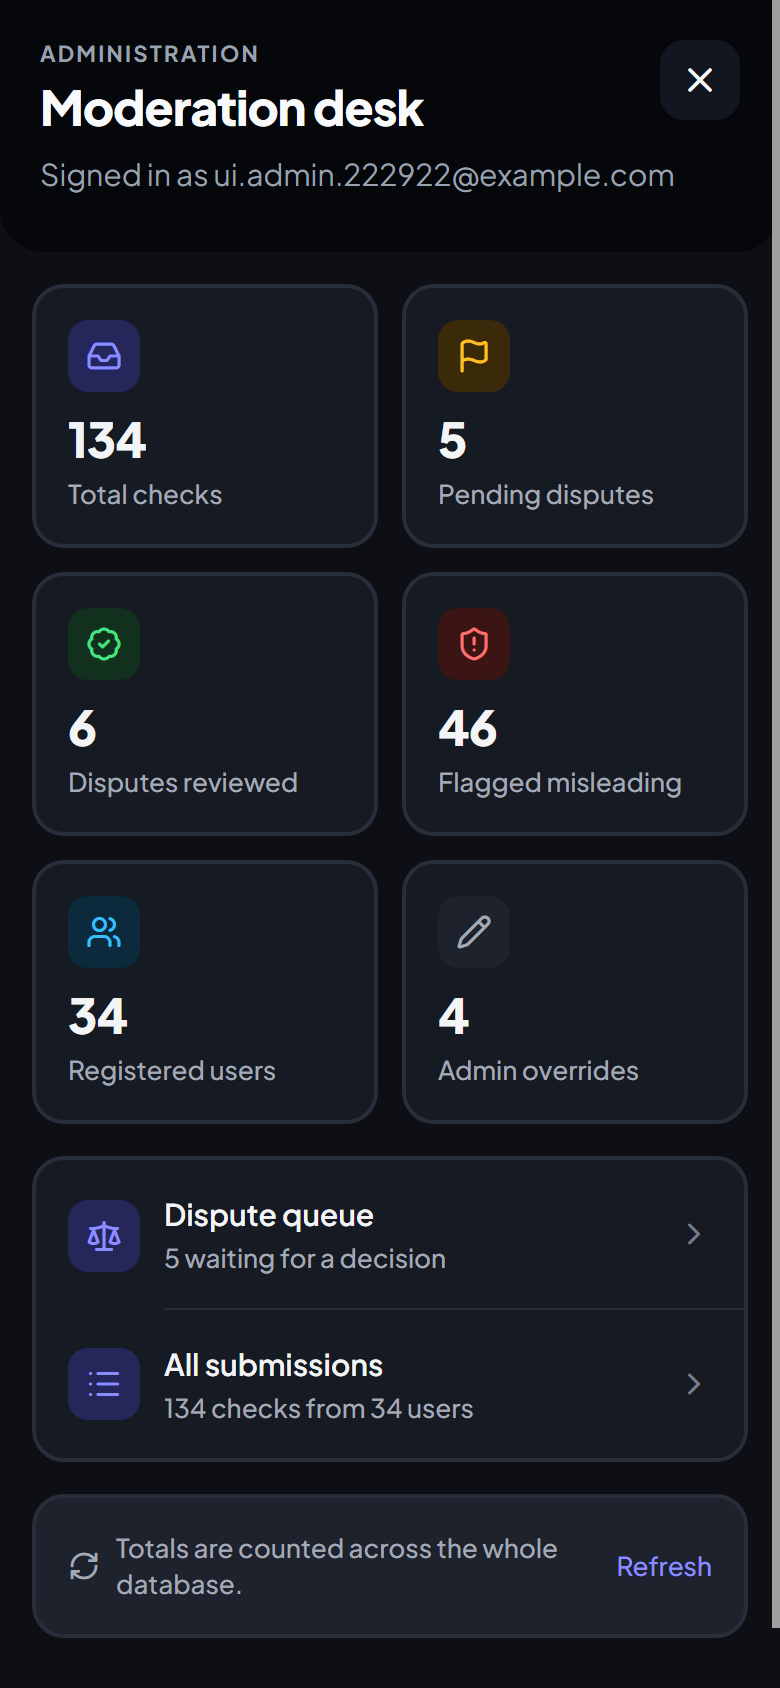 ADMINISTRATION
Moderation desk
Signed in as ui.admin.222922@example.com
134
Total checks
5
Pending disputes
6
Disputes reviewed
46
Flagged misleading
34
Registered users
4
Admin overrides
Dispute queue
5 waiting for a decision
All submissions
134 checks from 34 users
Totals are counted across the whole
database.
Refresh